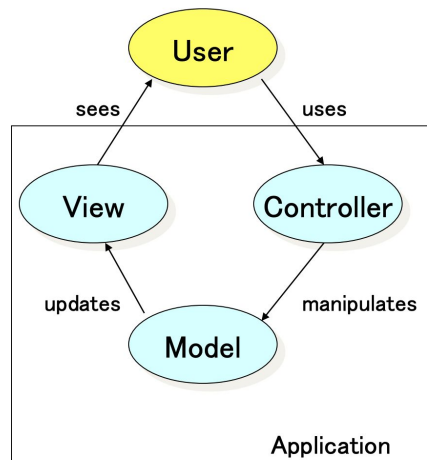 User
sees
uses
View
Controller
updates
manipulates
Model
Application